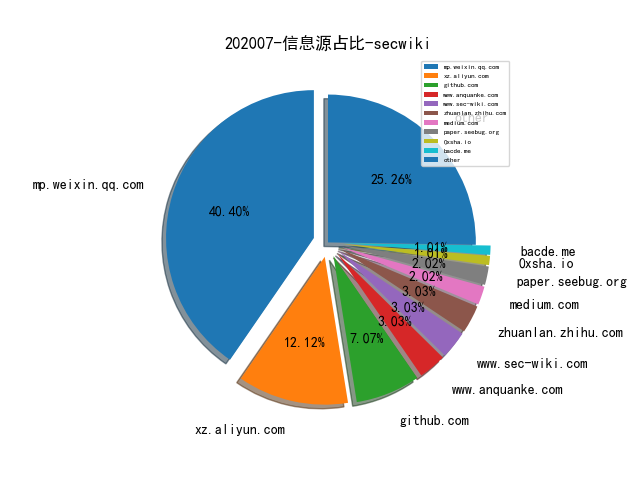 202007-信息源占比-secwiki
mp.weixin.qq.com
xz.aliyun.com
github.com
www.anquanke.com
www.sec-wiki.com
zhuanlan.zhihu.com
medium.com
paper.seebug.org
0xsha.io
bacde.me
other
other
25.26%
mp.weixin.qq.com
40.40%
1.01%
1.01%
2.02%
2.02%
3.03%
3.03%
3.03%
7.07%
12.12%
bacde.me
0xsha.io
paper.seebug.org
medium.com
zhuanlan.zhihu.com
www.sec-wiki.com
www.anquanke.com
github.com
xz.aliyun.com